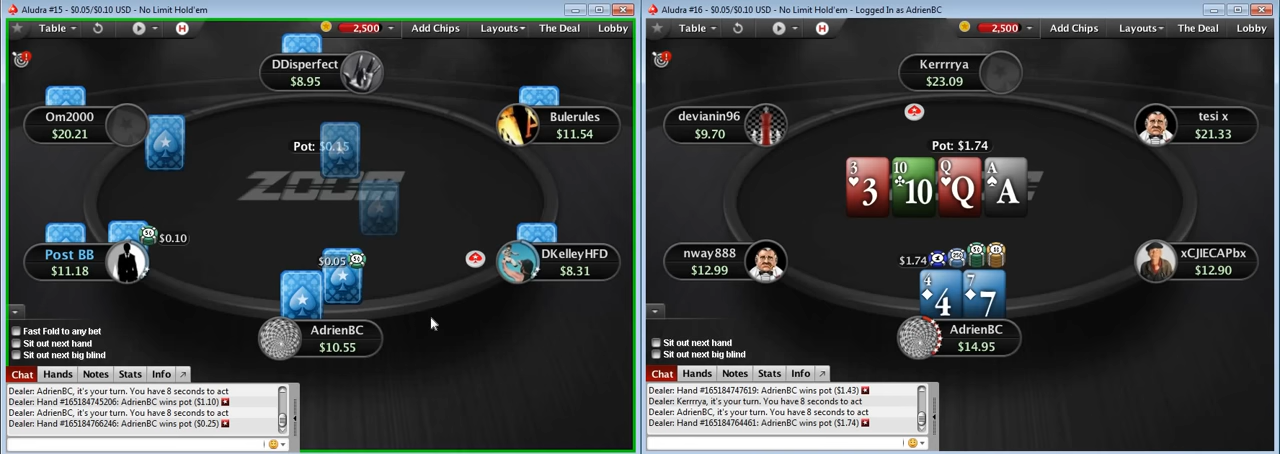 Aludra #15 - $0.05/$0.10 USD - No Limit Hold'em
Table
H
2,500
Add Chips
Layouts
The Deal
Lobby
DDisperfect
$8.95
Om2000
$20.21
Bulerules
$11.54
Pot: $0.15
ZOOM
$0.10
Post BB
$11.18
$0.05
DKelleyHFD
$8.31
AdrienBC
$10.55
Fast Fold to any bet
Sit out next hand
Sit out next big blind
Chat
Hands
Notes
Stats
Info
Dealer: AdrienBC, it's your turn. You have 8 seconds to act
Dealer: Hand #165184745206: AdrienBC wins pot ($1.10)
Dealer: AdrienBC, it's your turn. You have 8 seconds to act
Dealer: Hand #165184766246: AdrienBC wins pot ($0.25)
Aludra #16 - $0.05/$0.10 USD - No Limit Hold'em - Logged In as AdrienBC
Table
H
2,500
Add Chips
Layouts
The Deal
Lobby
Kerrrrya
$23.09
devianin96
$9.70
tesi x
$21.33
Pot: $1.74
3 3
10 10
Q Q
A A
nway888
$12.99
$1.74
xCJIECAPbx
$12.90
4 4
7 7
AdrienBC
$14.95
Sit out next hand
Sit out next big blind
Chat
Hands
Notes
Stats
Info
Dealer: Hand #165184747619: AdrienBC wins pot ($1.43)
Dealer: Kerrrrya, it's your turn. You have 8 seconds to act
Dealer: AdrienBC, it's your turn. You have 8 seconds to act
Dealer: Hand #165184764461: AdrienBC wins pot ($1.74)